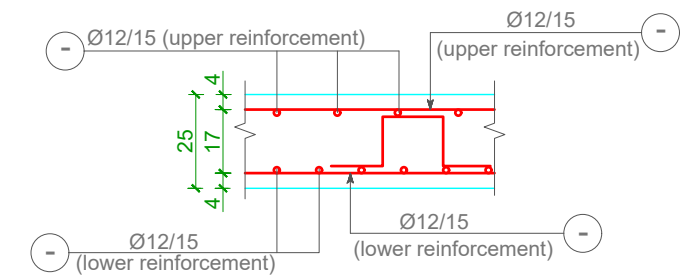 Ø12/15
- Ø12/15 (upper reinforcement)
(upper reinforcement) -
4
25
17
4
Ø12/15
(lower reinforcement) -
- Ø12/15
(lower reinforcement)